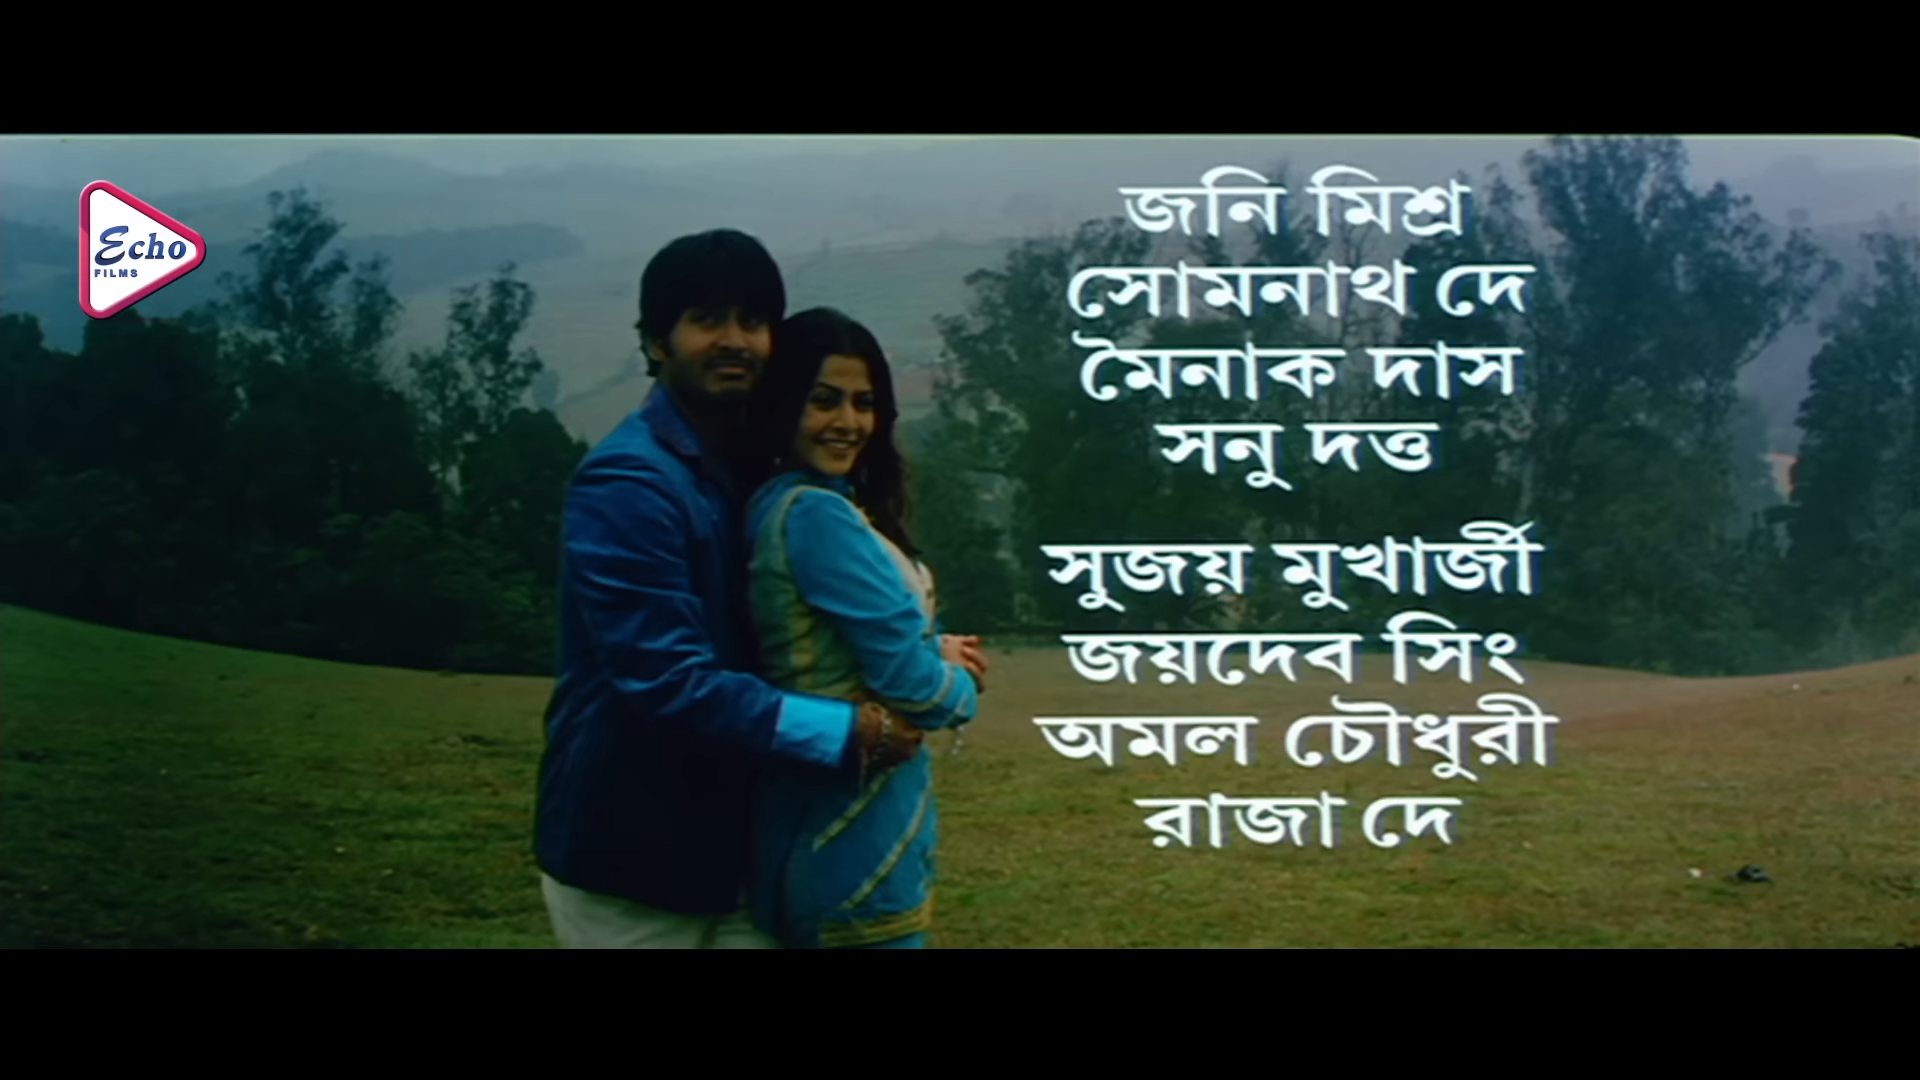 Echo
FILMS
জনি মিশ্র
সোমনাথ দে
মৈনাক দাস
সনু দত্ত
সুজয় মুখার্জী
জয়দেব সিং
অমল চৌধুরী
রাজা দে